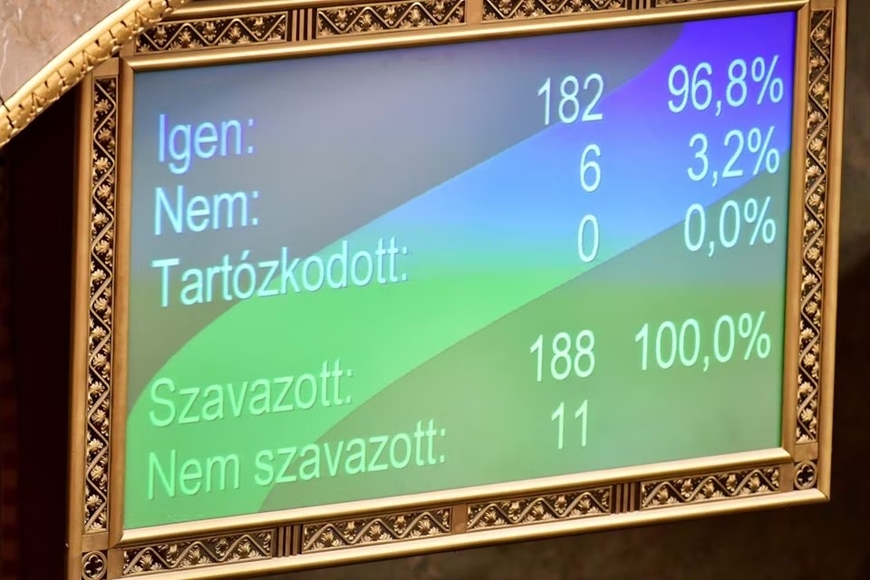 Igen: 182 96,8%
Nem: 6 3,2%
Tartózkodott: 0 0,0%
Szavazott: 188 100,0%
Nem szavazott: 11